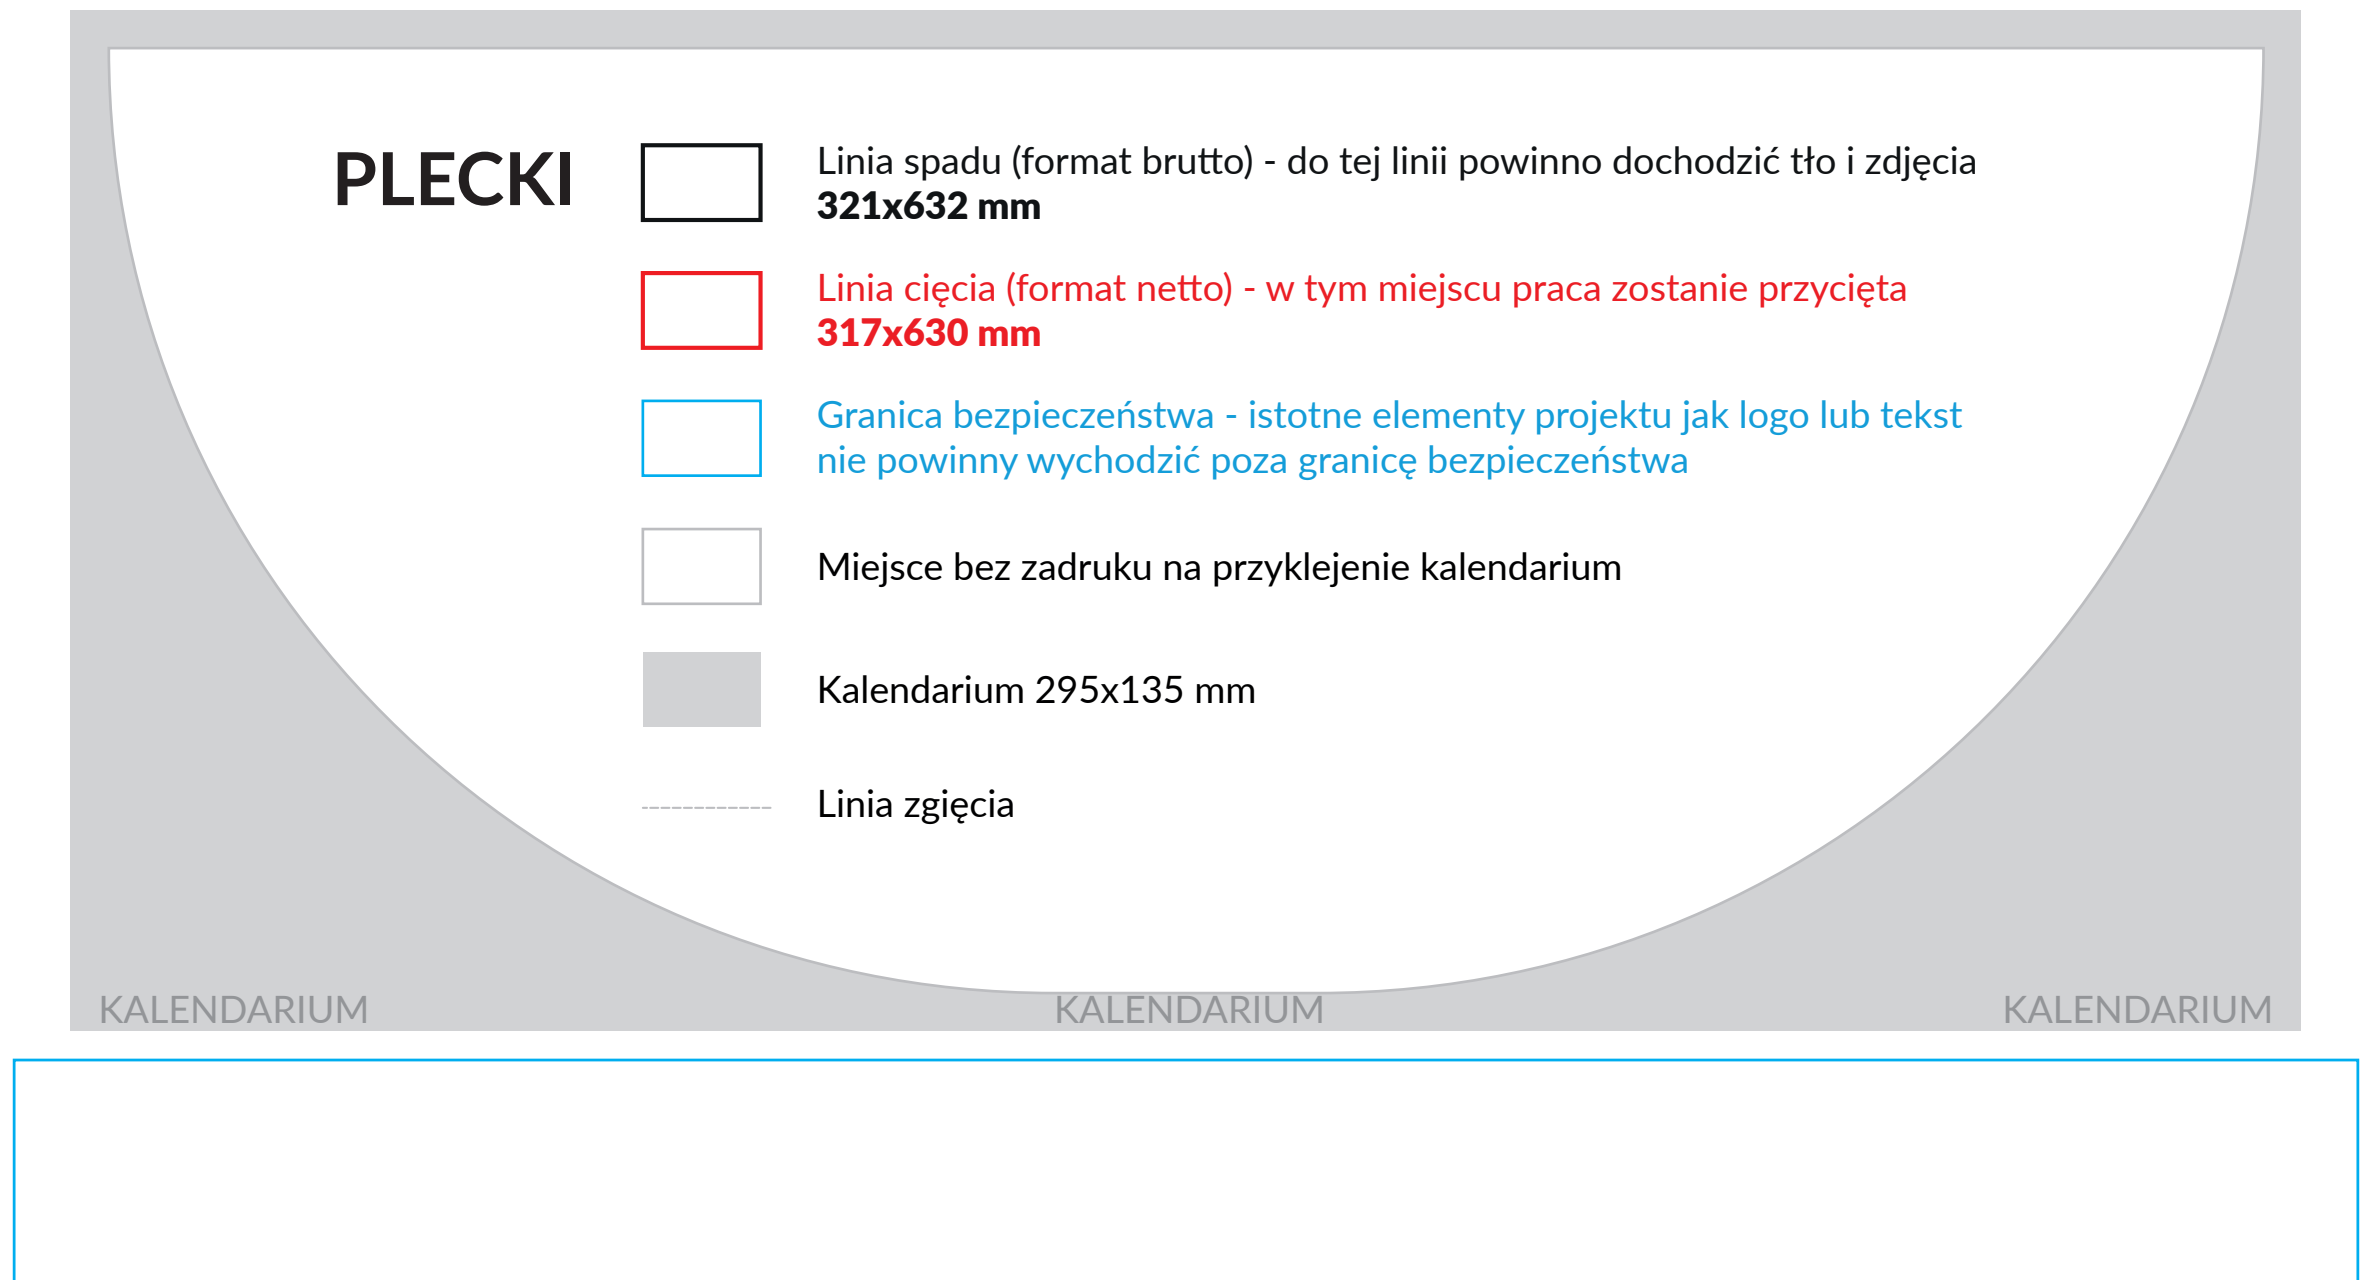 PLECKI
Linia spadu (format brutto) - do tej linii powinno dochodzić tło i zdjęcia
321x632 mm
Linia cięcia (format netto) - w tym miejscu praca zostanie przycięta
317x630 mm
Granica bezpieczeństwa - istotne elementy projektu jak logo lub tekst
nie powinny wychodzić poza granicę bezpieczeństwa
Miejsce bez zadruku na przyklejenie kalendarium
Kalendarium 295x135 mm
Linia zgięcia
KALENDARIUM
KALENDARIUM
KALENDARIUM